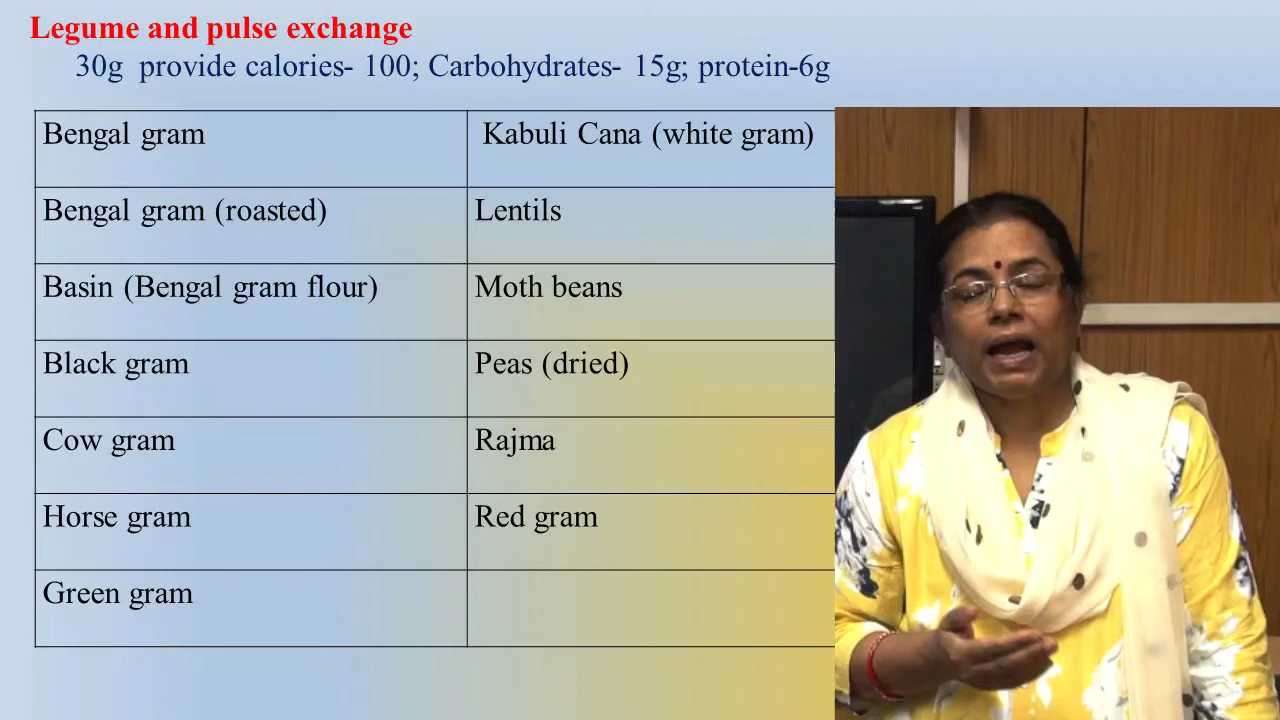 Legume and pulse exchange
30g provide calories- 100; Carbohydrates- 15g; protein-6g
Bengal gram
Kabuli Cana (white gram)
Bengal gram (roasted)
Lentils
Basin (Bengal gram flour)
Moth beans
Black gram
Peas (dried)
Cow gram
Rajma
Horse gram
Red gram
Green gram